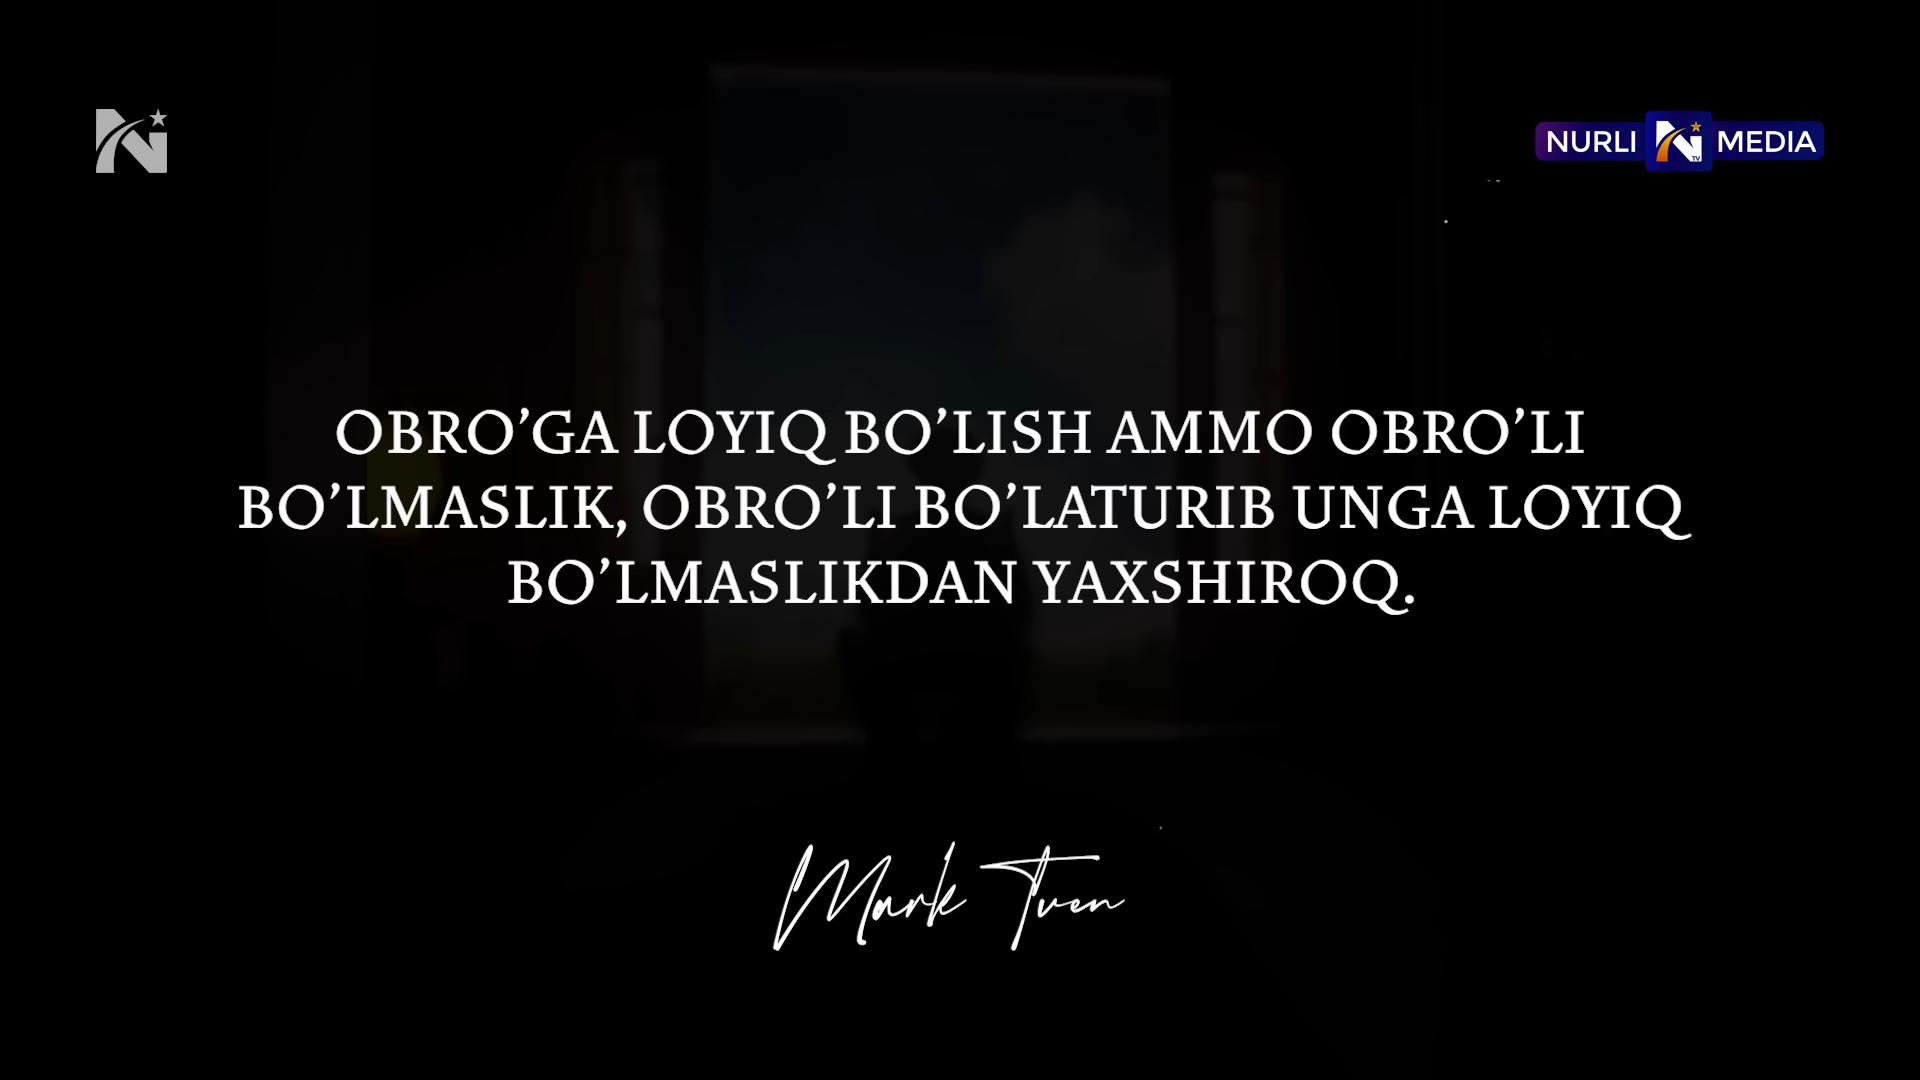 NURLI N TV MEDIA
OBRO’GA LOYIQ BO’LISH AMMO OBRO’LI
BO’LMASLIK, OBRO’LI BO’LATURIB UNGA LOYIQ
BO’LMASLIKDAN YAXSHIROQ.
Mark Tven